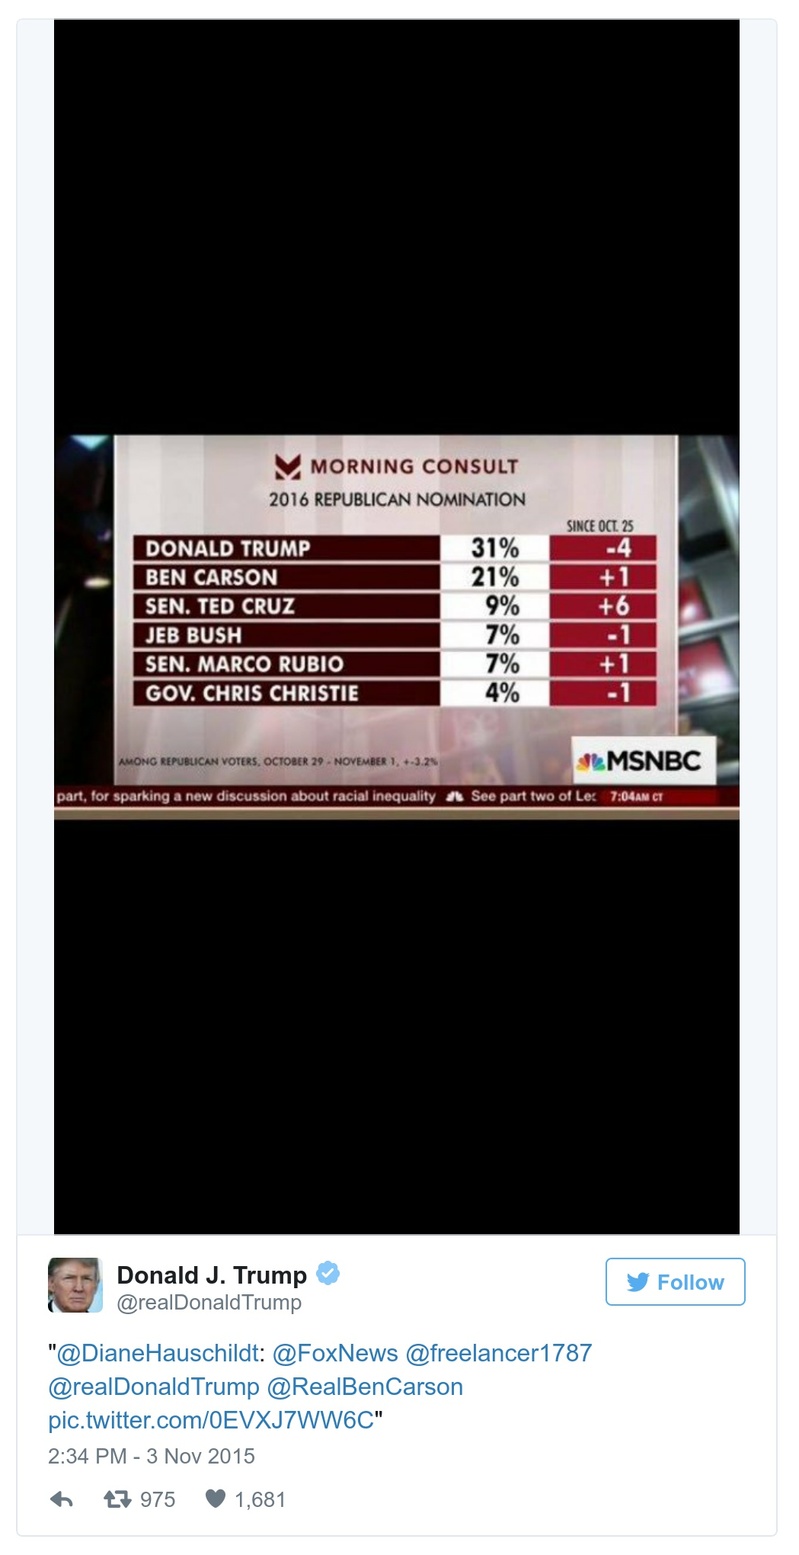 MORNING CONSULT
2016 REPUBLICAN NOMINATION
SINCE OCT. 25
DONALD TRUMP 31% -4
BEN CARSON 21% +1
SEN. TED CRUZ 9% +6
JEB BUSH 7% -1
SEN. MARCO RUBIO 7% +1
GOV. CHRIS CHRISTIE 4% -1
AMONG REPUBLICAN VOTERS, OCTOBER 29 - NOVEMBER 1, +-3.2%
MSNBC
part, for sparking a new discussion about racial inequality See part two of Lec 7:04AM CT
Donald J. Trump
@realDonaldTrump
Follow
"@DianeHauschildt: @FoxNews @freelancer1787
@realDonaldTrump @RealBenCarson
pic.twitter.com/0EVXJ7WW6C"
2:34 PM - 3 Nov 2015
975 1,681